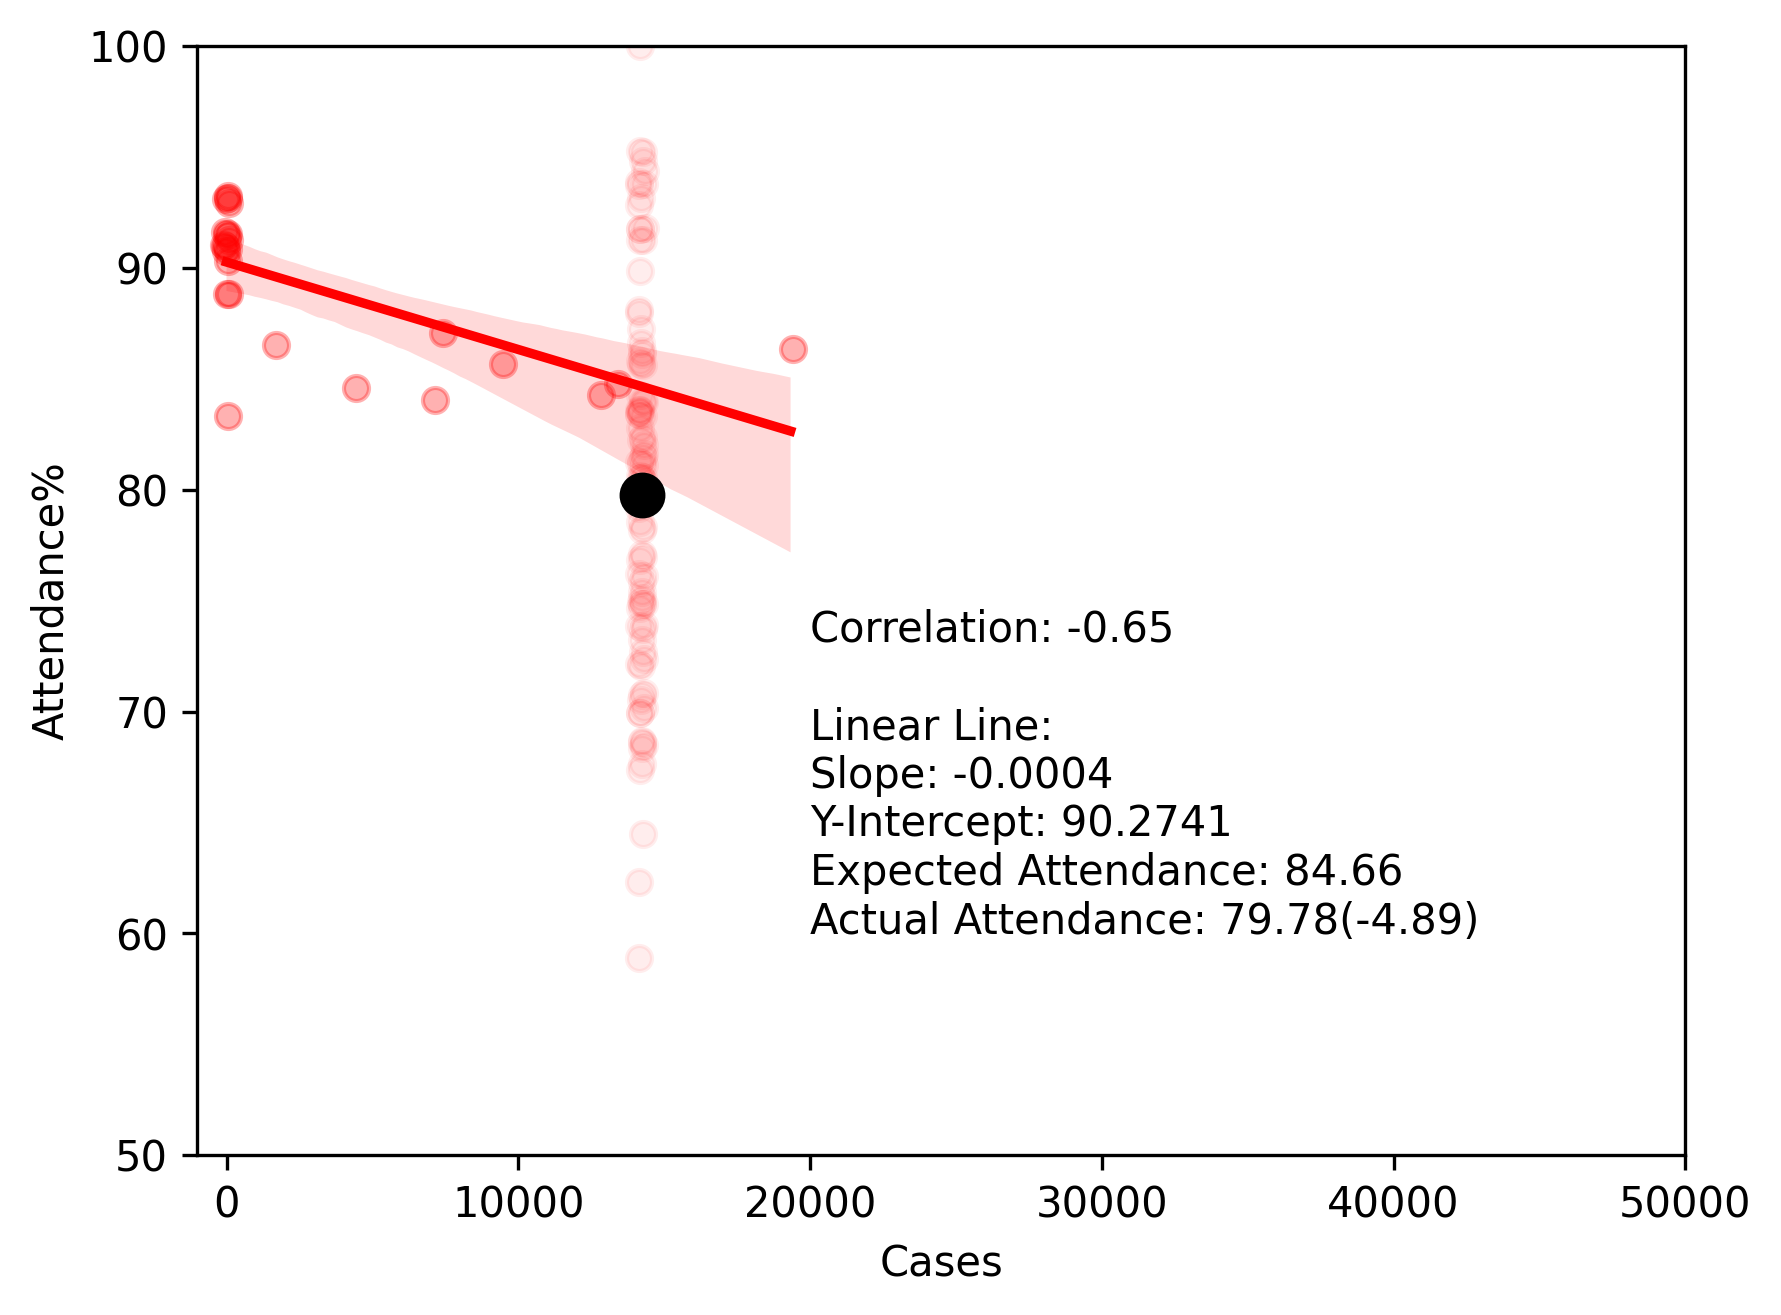 100
90
80
70
60
50
Attendance%
Correlation: -0.65
Linear Line:
Slope: -0.0004
Y-Intercept: 90.2741
Expected Attendance: 84.66
Actual Attendance: 79.78(-4.89)
0 10000 20000 30000 40000 50000
Cases